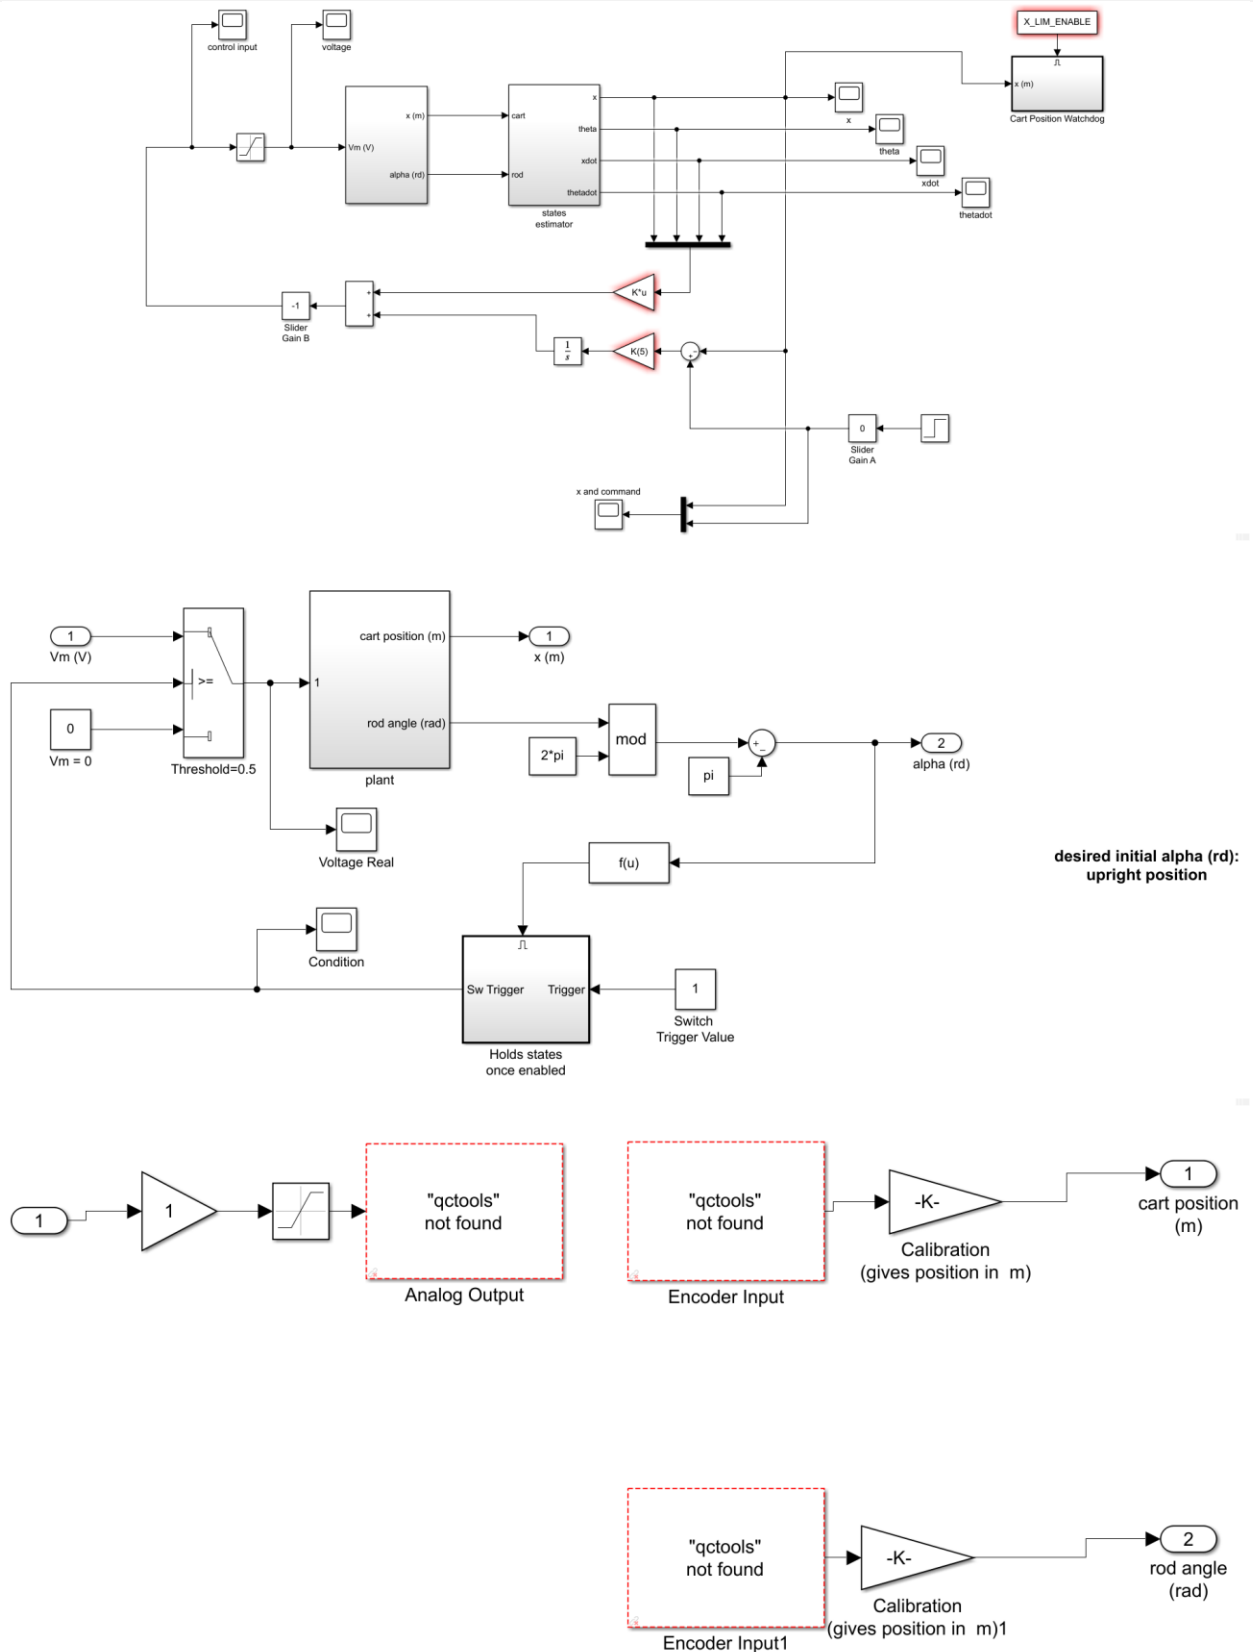 control input
voltage
X_LIM_ENABLE
x (m)
Cart Position Watchdog
Vm (V)
x (m)
alpha (rd)
cart
rod
x
theta
xdot
thetadot
states
estimator
x
theta
xdot
thetadot
K*u
-1
Slider
Gain B
+
+
1
s
K(5)
+
-
0
Slider
Gain A
x and command
1
Vm (V)
>=
0
Vm = 0
Threshold=0.5
1
cart position (m)
rod angle (rad)
plant
1
x (m)
2*pi
mod
pi
+
-
2
alpha (rd)
Voltage Real
f(u)
desired initial alpha (rd):
upright position
Condition
Sw Trigger
Trigger
1
Switch
Trigger Value
Holds states
once enabled
1
1
"qctools"
not found
Analog Output
"qctools"
not found
Encoder Input
-K-
Calibration
(gives position in  m)
1
cart position
(m)
"qctools"
not found
Encoder Input1
-K-
Calibration
(gives position in  m)1
2
rod angle
(rad)